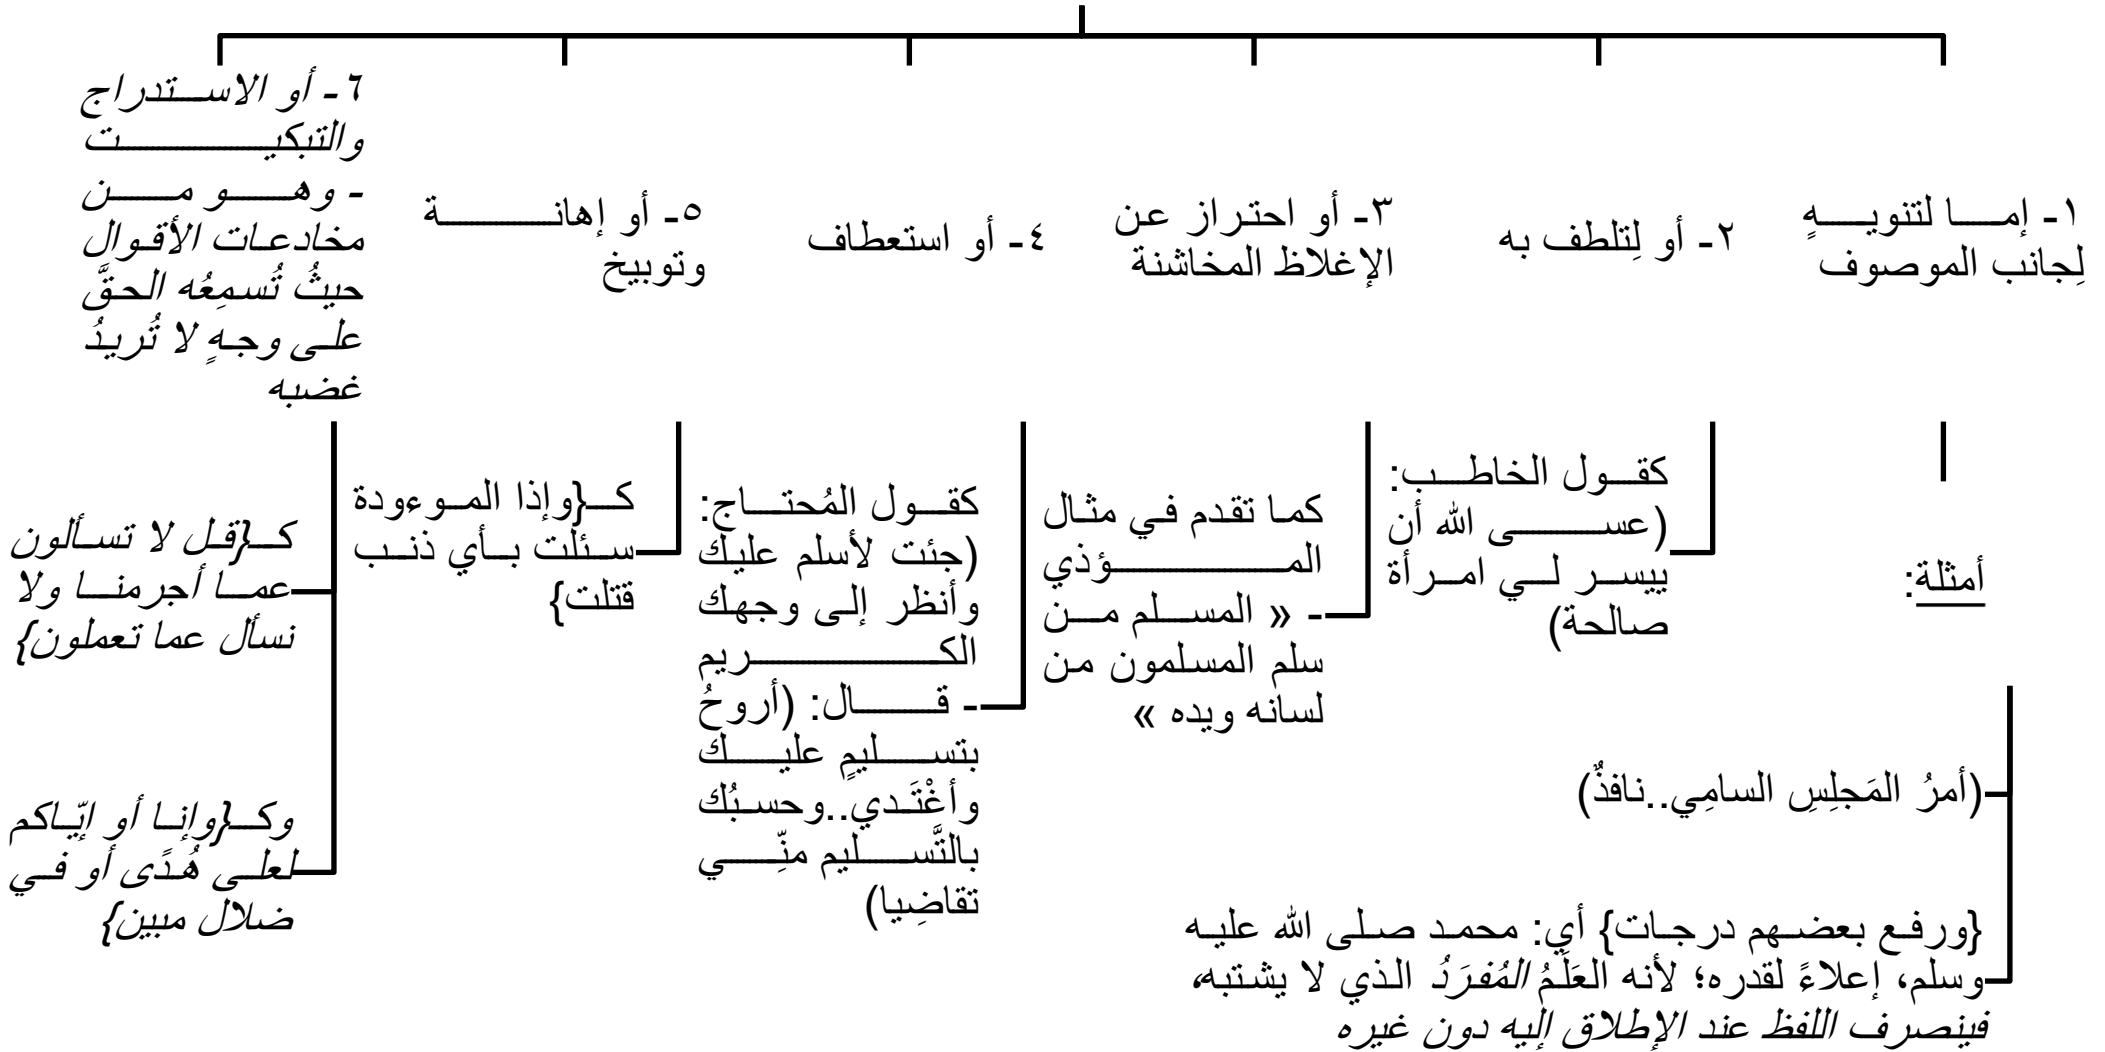 ١- إما لتنويهٍ
لِجانب الموصوف
٢- أو لِتلطف به
٣- أو احتراز عن
الإغلاظ المخاشنة
٤- أو استعطاف
٥- أو إهانة
وتوبيخ
٦- أو الاستدراج
والتبكيت
- وهو من
مخادعات الأقوال
حيثُ تُسمِعُه الحقَّ
على وجهٍ لا تُريدُ
غضبه
أمثلة:
(أمرُ المَجلِسِ السامِي..نافذٌ)
{ورفع بعضهم درجات} أي: محمد صلى الله عليه
وسلم، إعلاءً لقدره؛ لأنه العَلَمُ المُفرَدُ الذي لا يشتبه،
فينصرف اللفظ عند الإطلاق إليه دون غيره
كقول الخاطب:
(عسى الله أن
ييسر لي امرأة
صالحة)
كما تقدم في مثال
المؤذي
- « المسلم من
سلم المسلمون من
لسانه ويده »
كقول المُحتاج:
(جئت لأسلم عليك
وأنظر إلى وجهك
الكريم
- قال: (أروحُ
بتسليمٍ عليك
وأغْتَدي..وحسبُك
بالتَّسليم منِّي
تقاضِيا)
كـ{وإذا الموءودة
سئلت بأي ذنب
قتلت}
كـ{قل لا تسألون
عما أجرمنا ولا
نسأل عما تعملون}
وكـ{وإنا أو إيّاكم
لعلى هُدًى أو في
ضلال مبين}